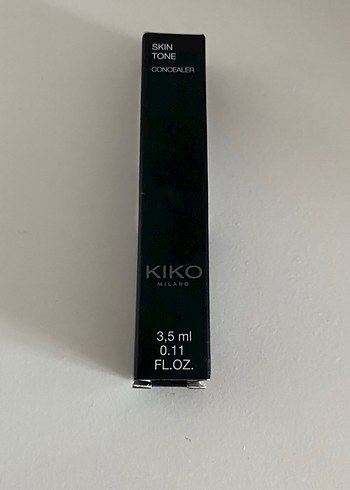 SKIN
TONE
CONCEALER
KIKO
MILANO
3,5 ml
0.11
FL.OZ.